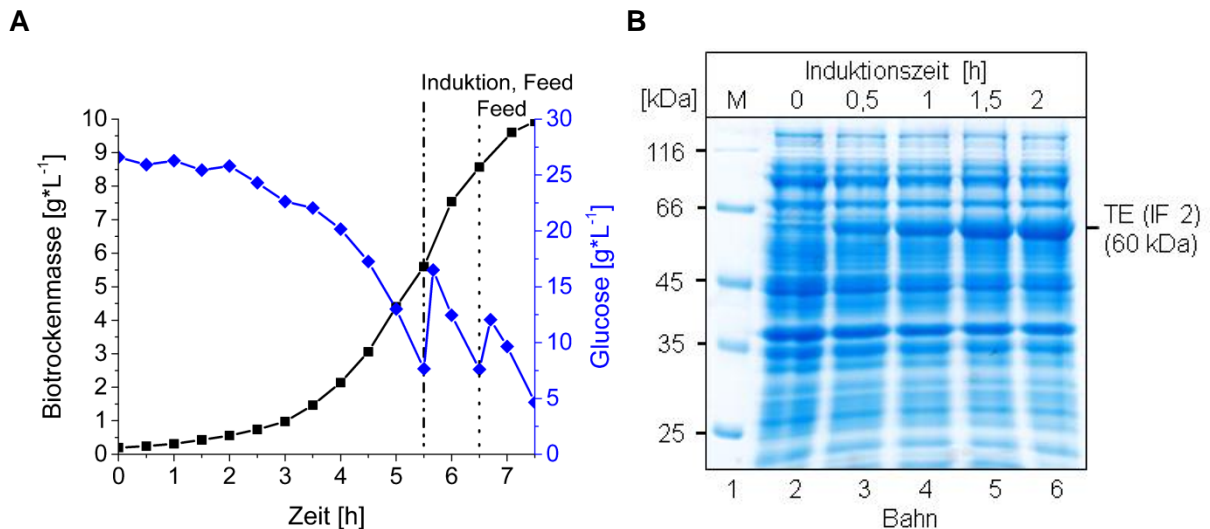 A
Induktion, Feed
Feed
Biotrockenmasse [g*L-1]
10
9
8
7
6
5
4
3
2
1
0
0 1 2 3 4 5 6 7
Zeit [h]
30
25
20
15
10
5
0
Glucose [g*L-1]
B
Induktionszeit [h]
[kDa] M 0 0,5 1 1,5 2
116
66
45
35
25
TE (IF 2)
(60 kDa)
1 2 3 4 5 6
Bahn